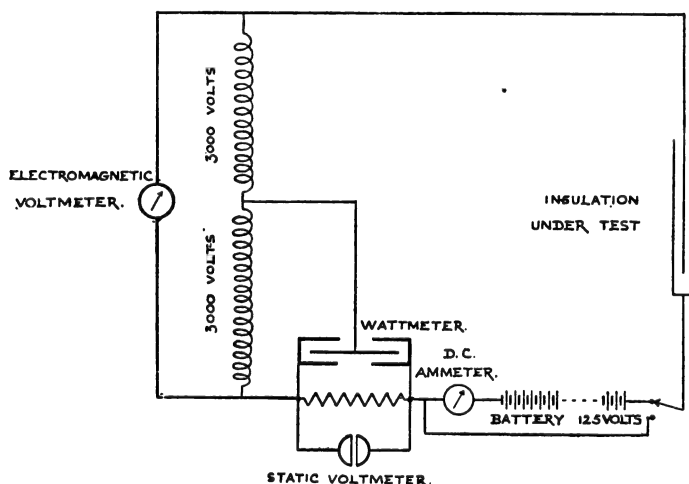 3000 VOLTS
ELECTROMAGNETIC
VOLTMETER.
3000 VOLTS
INSULATION
UNDER TEST
WATTMETER.
D.C.
AMMETER.
BATTERY 125 VOLTS
STATIC VOLTMETER.